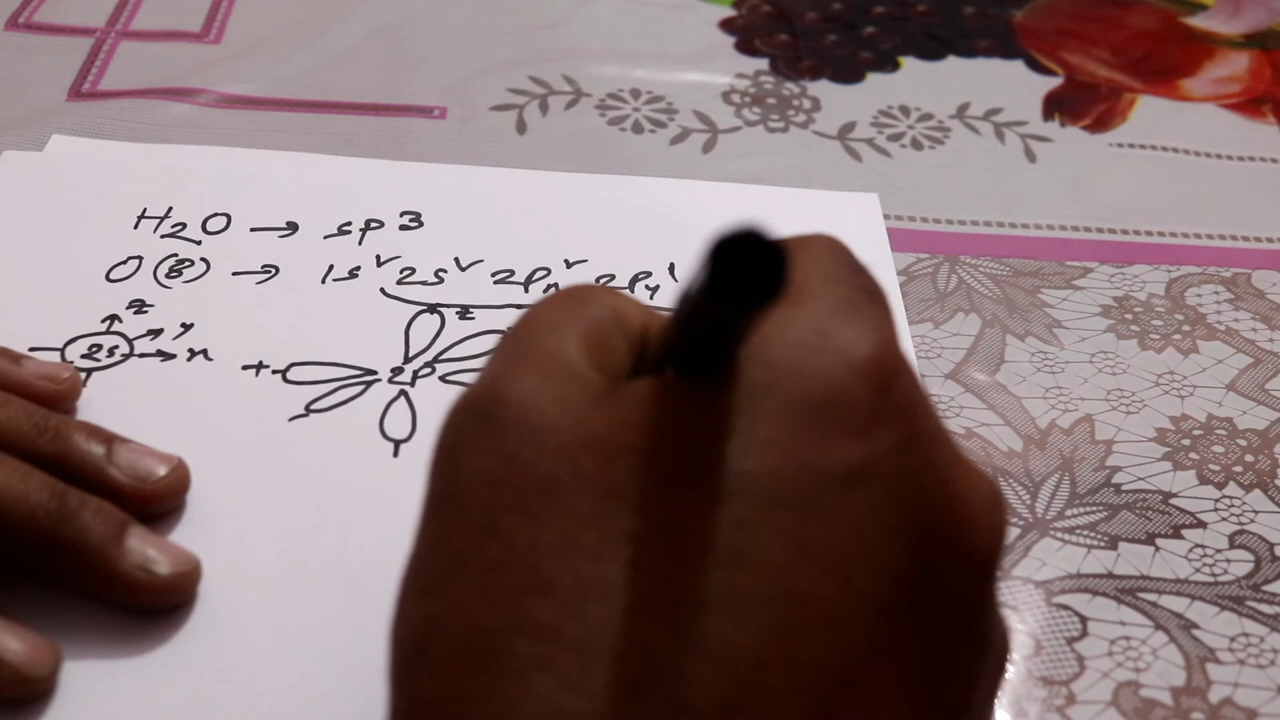 H2O → sp3
O(8) → 1s² 2s² 2Px² 2Py¹
z
z
y
2s
x
+
2P